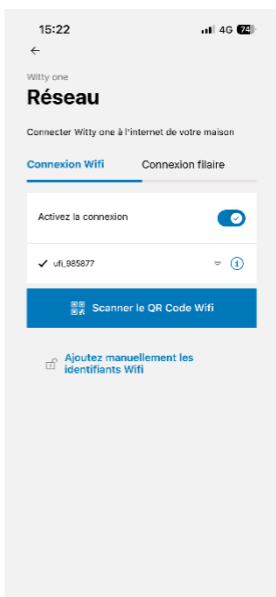 15:22 4G 74
Witty one
Réseau
Connecter Witty one à l'internet de votre maison
Connexion Wifi Connexion filaire
Activez la connexion
ufi_985877
Scanner le QR Code Wifi
Ajoutez manuellement les
identifiants Wifi